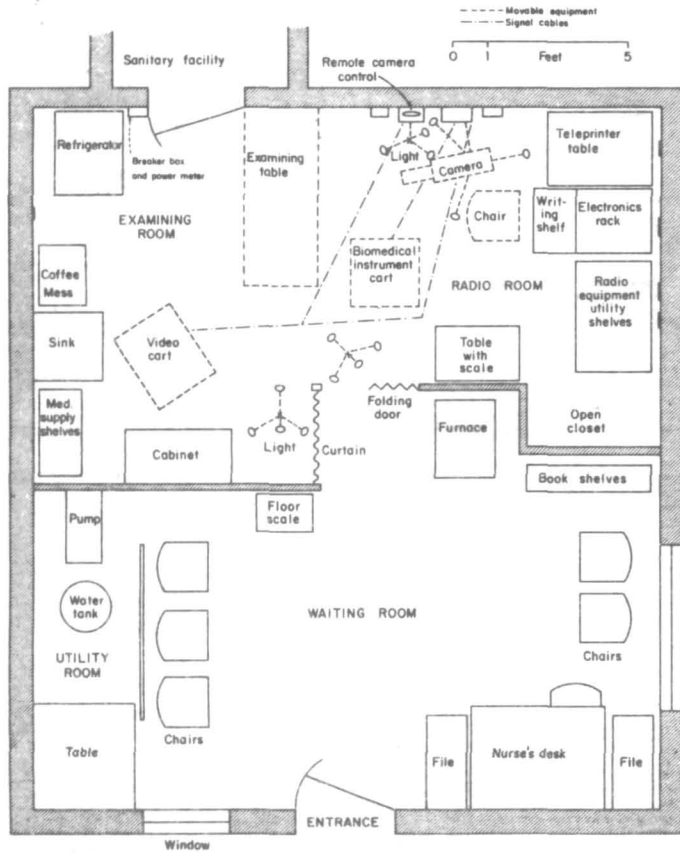 Movable equipment
Signal cables
0 1 Feet 5
Sanitary facility
Remote camera
control
Refrigerator
Breaker box
and power meter
Examining
table
Light
Camera
Teleprinter
table
Chair
Writ-
ing
shelf
Electronics
rack
EXAMINING
ROOM
Biomedical
instrument
cart
RADIO ROOM
Radio
equipment
utility
shelves
Coffee
Mess
Sink
Video
cart
Table
with
scale
Med.
supply
shelves
Cabinet
Light
Curtain
Folding
door
Furnace
Open
closet
Book shelves
Floor
scale
Pump
Water
tank
UTILITY
ROOM
WAITING ROOM
Chairs
Chairs
Table
File
Nurse's desk
File
ENTRANCE
Window